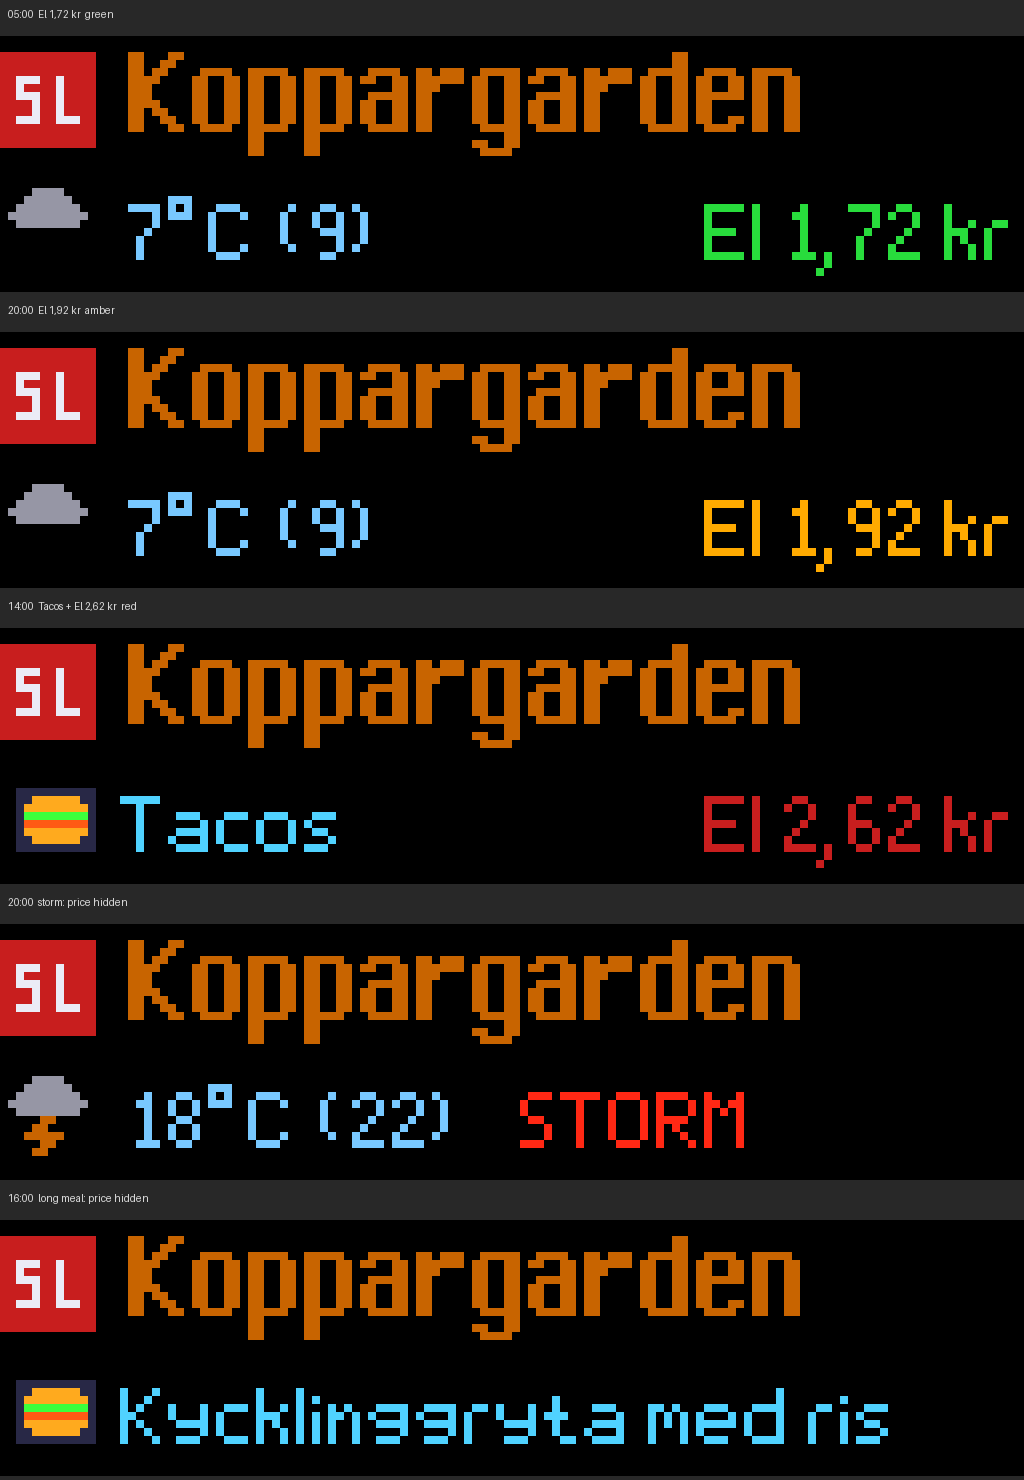 05:00 El 1,72 kr green
SL Koppargarden
7°C (9) El 1,72 kr
20:00 El 1,92 kr amber
SL Koppargarden
7°C (9) El 1,92 kr
14:00 Tacos + El 2,62 kr red
SL Koppargarden
Tacos El 2,62 kr
20:00 storm: price hidden
SL Koppargarden
18°C (22) STORM
16:00 long meal: price hidden
SL Koppargarden
Kycklinggryta med ris